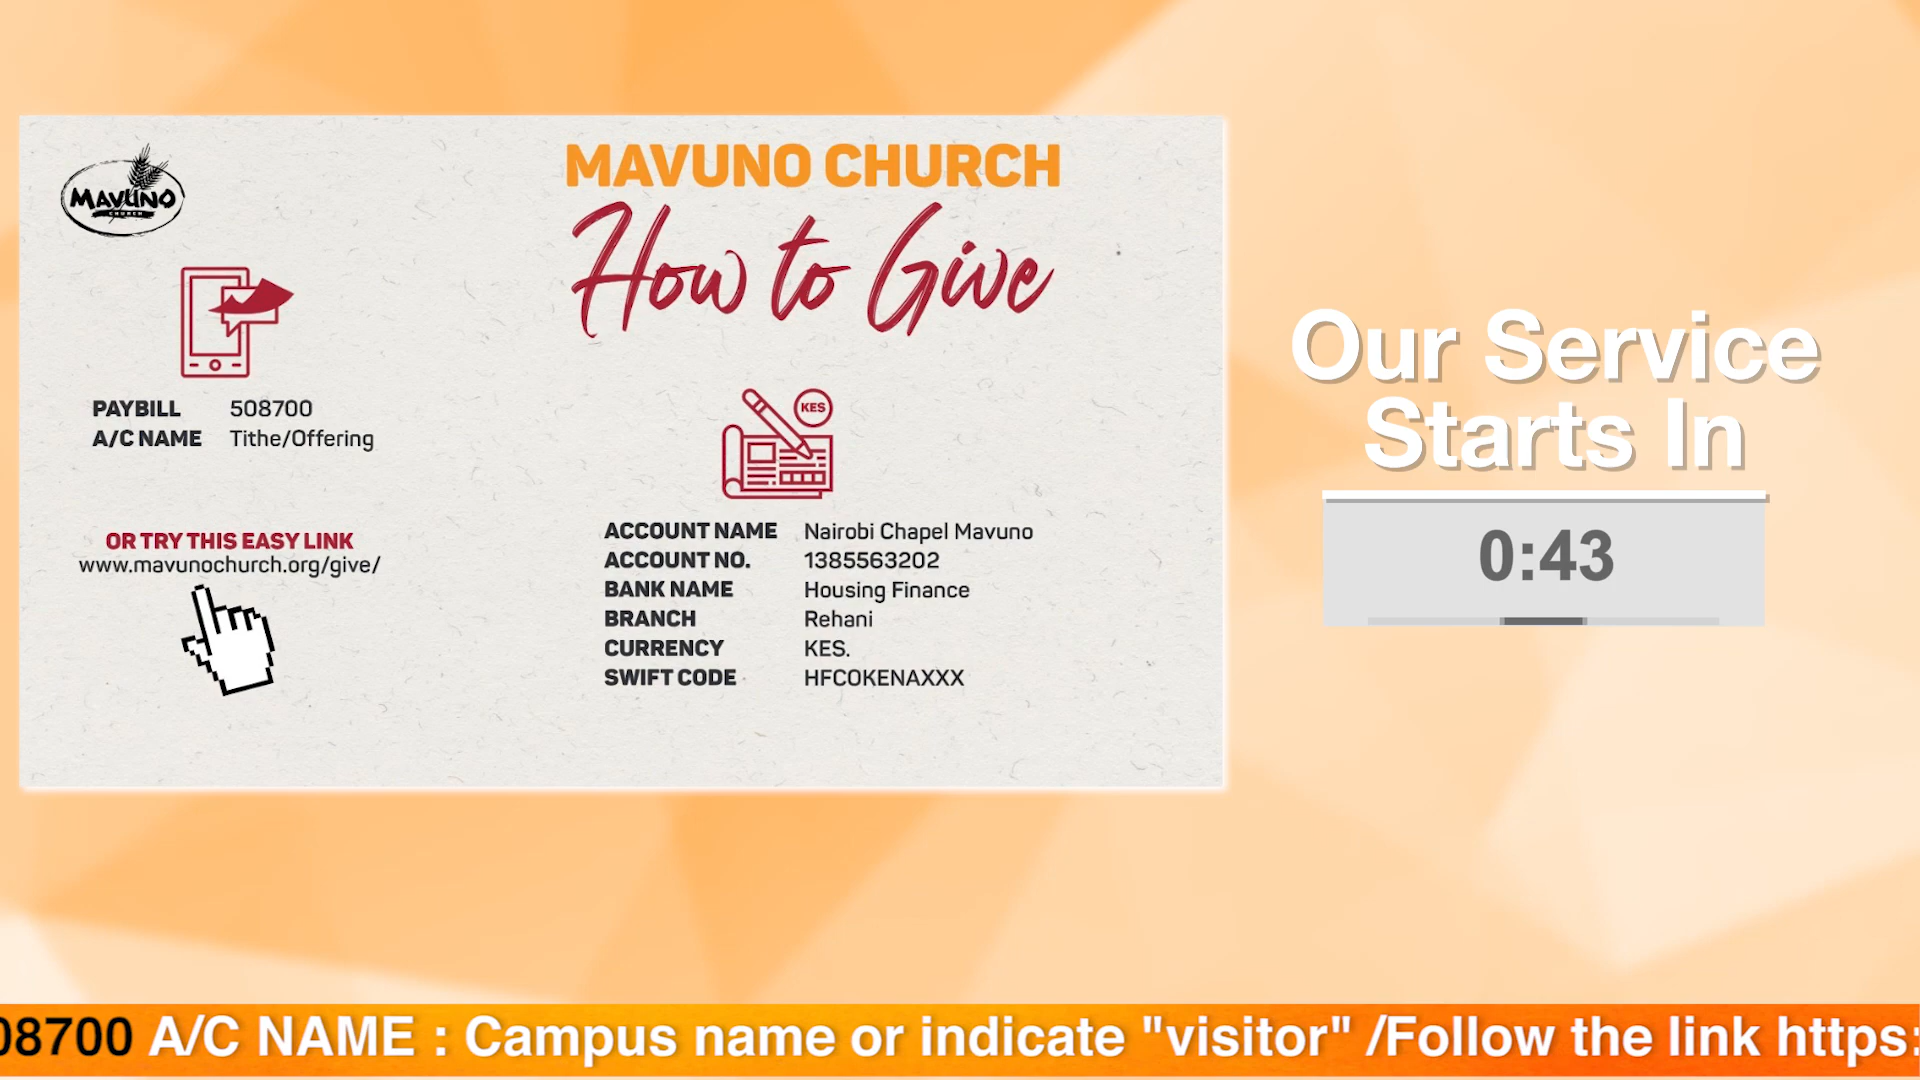 MAVUNO
CHURCH
MAVUNO CHURCH
How to Give
PAYBILL 508700
A/C NAME Tithe/Offering
OR TRY THIS EASY LINK
www.mavunochurch.org/give/
KES
ACCOUNT NAME Nairobi Chapel Mavuno
ACCOUNT NO. 1385563202
BANK NAME Housing Finance
BRANCH Rehani
CURRENCY KES.
SWIFT CODE HFCOKENAXXX
Our Service
Starts In
0:43
08700 A/C NAME : Campus name or indicate "visitor" /Follow the link https: